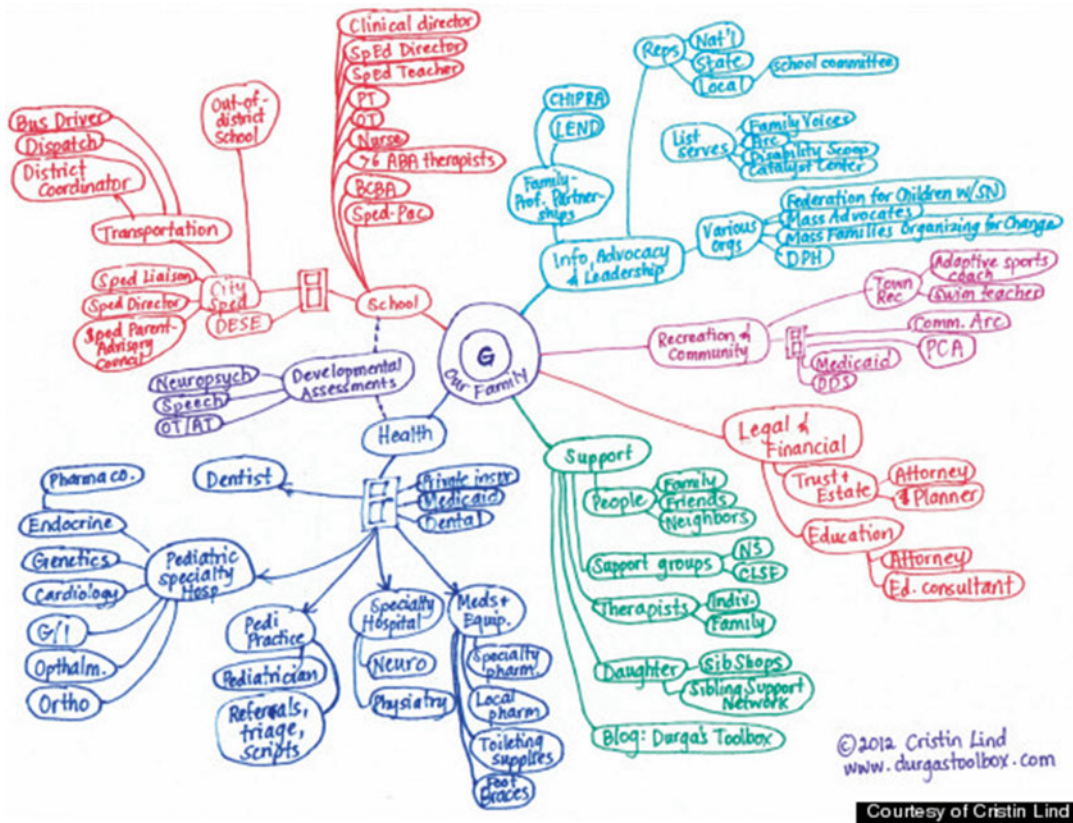 Clinical director
SpEd Director
SpEd Teacher
PT
OT
Nurse
>6 ABA therapists
BCBA
Sped-Pac
School
Out-of-
district
School
Bus Driver
Dispatch
District
Coordinator
Transportation
Sped Liaison
Sped Director
Sped Parent-
Advisory
Council
City
Sped
DESE
Reps
Nat'l
State
Local
school committee
CHIPRA
LEND
Family-
Prof. Partner-
ships
List
serves
Family Voices
Arc
Disability Scoop
Catalyst Center
Info, Advocacy
& Leadership
Various
orgs
Federation for Children w/SN
Mass Advocates
Mass Families Organizing for Change
DPH
G
Our Family
Recreation &
Community
Town
Rec
Adaptive sports
coach
Swim teacher
Comm. Arc
PCA
Medicaid
DDS
Legal &
Financial
Trust +
Estate
Attorney
$ Planner
Education
Attorney
Ed. consultant
Developmental
Assessments
Neuropsych
Speech
OT/AT
Health
Dentist
Private insur
Medicaid
Dental
Pharma co.
Endocrine
Genetics
Cardiology
G/I
Opthalm.
Ortho
Pediatric
Specialty
Hosp
Pedi
Practice
Pediatrician
Referrals,
triage,
scripts
Specialty
Hospital
Neuro
Physiatry
Meds +
Equip.
Specialty
pharm.
Local
pharm
Toileting
supplies
Foot
Braces
Support
People
Family
Friends
Neighbors
Support groups
NS
CLSF
Therapists
Indiv.
Family
Daughter
SibShops
Sibling Support
Network
Blog: Durga's Toolbox
©2012 Cristin Lind
www.durgastoolbox.com
Courtesy of Cristin Lind